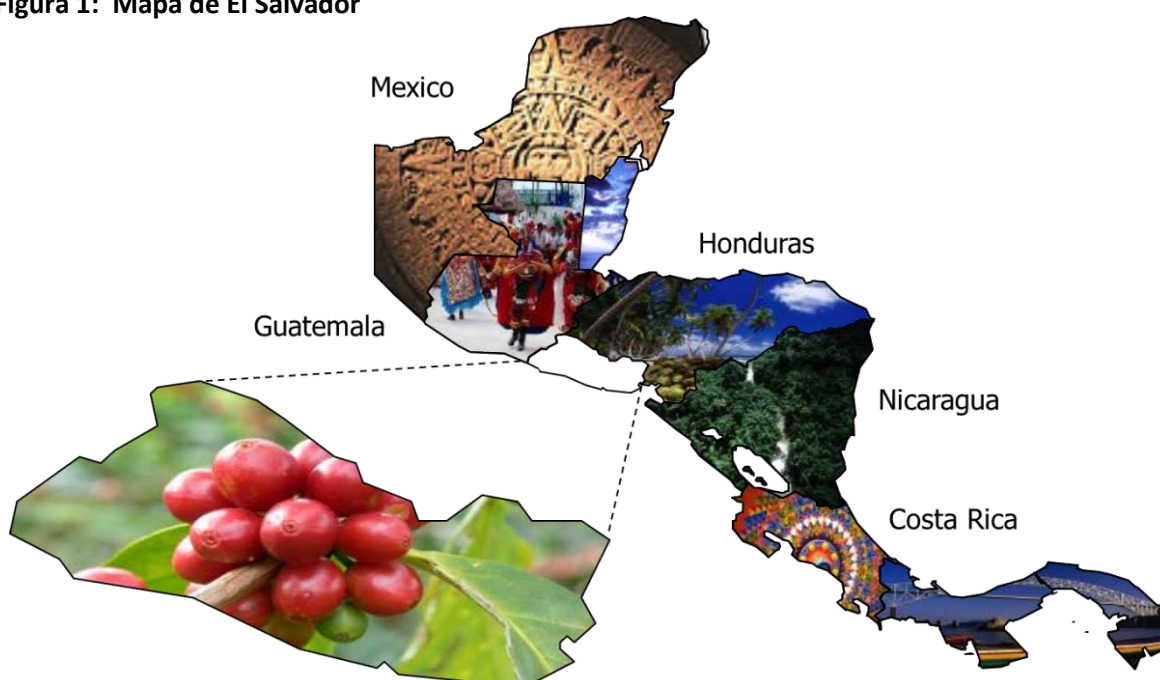 Figura 1: Mapa de El Salvador
Mexico
Honduras
Guatemala
Nicaragua
Costa Rica